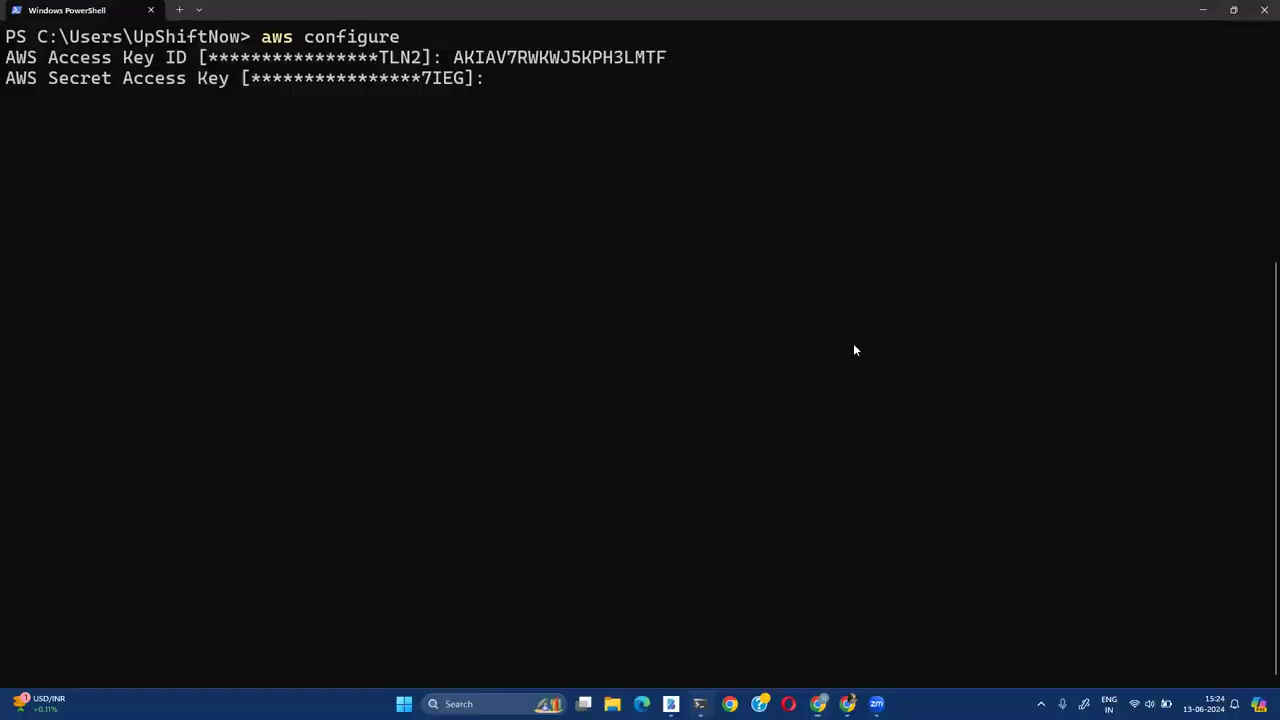 Windows PowerShell
PS C:\Users\UpShiftNow> aws configure
AWS Access Key ID [****************TLN2]: AKIAV7RWKWJ5KPH3LMTF
AWS Secret Access Key [****************7IEG]:
USD/INR
+0.11%
Search
zm
ENG
IN
15:24
13-06-2024